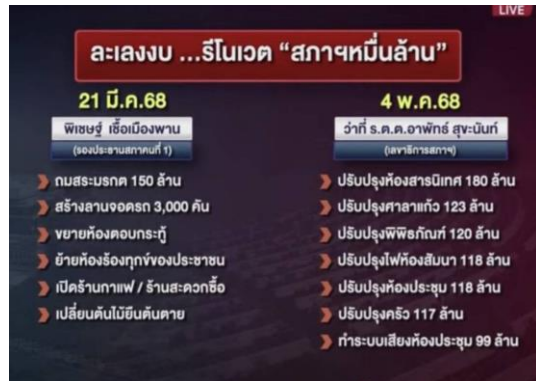 LIVE
ละเลงงบ ...รีโนเวต “สภาฯหมื่นล้าน”
21 มี.ค.68
พิเชษฐ์ เชื้อเมืองพาน
(รองประธานสภาคนที่ 1)
ถมสระมรกต 150 ล้าน
สร้างลานจอดรถ 3,000 คัน
ขยายห้องตอบกระทู้
ย้ายห้องร้องทุกข์ของประชาชน
เปิดร้านกาแฟ / ร้านสะดวกซื้อ
เปลี่ยนต้นไม้ยืนต้นตาย
4 พ.ค.68
ว่าที่ ร.ต.ต.อาพัทธ์ สุขะนันท์
(เลขาธิการสภาฯ)
ปรับปรุงห้องสารนิเทศ 180 ล้าน
ปรับปรุงศาลาแก้ว 123 ล้าน
ปรับปรุงพิพิธภัณฑ์ 120 ล้าน
ปรับปรุงไฟห้องสัมนา 118 ล้าน
ปรับปรุงห้องประชุม 118 ล้าน
ปรับปรุงครัว 117 ล้าน
ทำระบบเสียงห้องประชุม 99 ล้าน